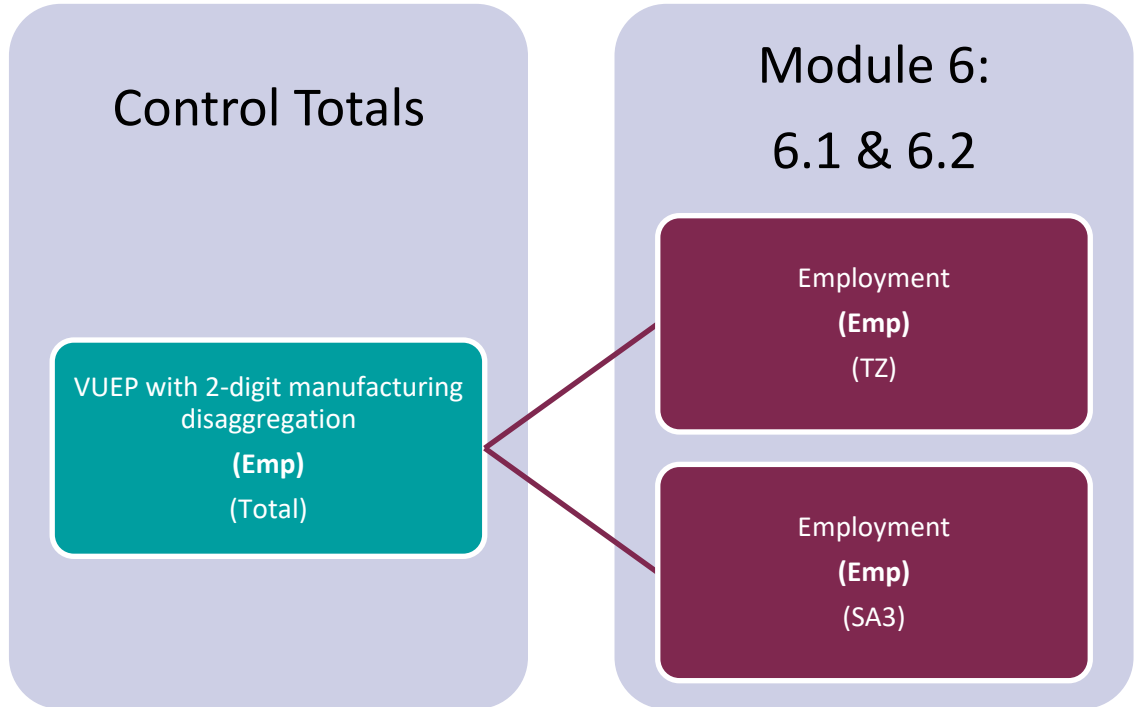 Control Totals
VUEP with 2-digit manufacturing
disaggregation
(Emp)
(Total)
Module 6:
6.1 & 6.2
Employment
(Emp)
(TZ)
Employment
(Emp)
(SA3)